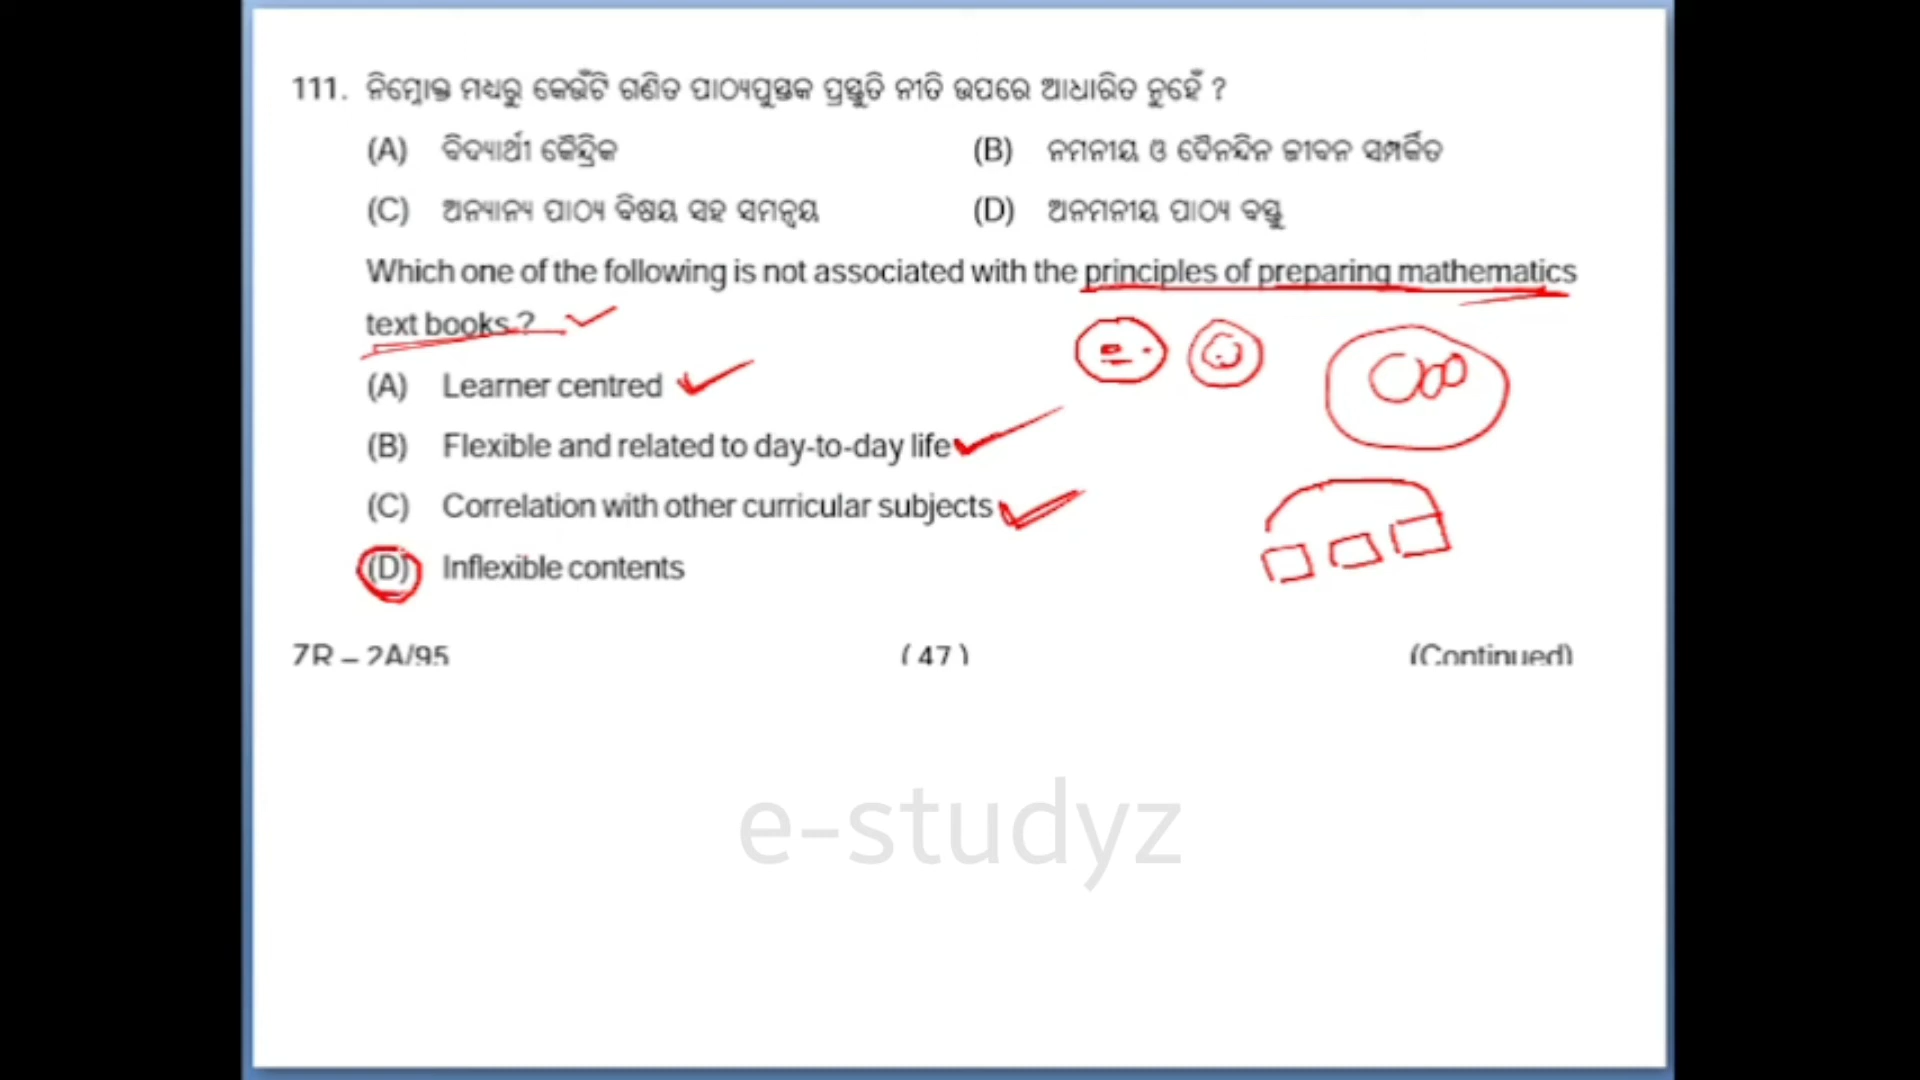 111. ନିମ୍ନୋକ୍ତ ମଧ୍ୟରୁ କେଉଁଟି ଗଣିତ ପାଠ୍ୟପୁସ୍ତକ ପ୍ରସ୍ତୁତି ନୀତି ଉପରେ ଆଧାରିତ ନୁହେଁ ?
(A) ବିଦ୍ୟାର୍ଥୀ କୈନ୍ଦ୍ରିକ (B) ନମନୀୟ ଓ ଦୈନନ୍ଦିନ ଜୀବନ ସମ୍ପର୍କିତ
(C) ଅନ୍ୟାନ୍ୟ ପାଠ୍ୟ ବିଷୟ ସହ ସମନ୍ୱୟ (D) ଅନମନୀୟ ପାଠ୍ୟ ବସ୍ତୁ
Which one of the following is not associated with the principles of preparing mathematics
text books ?
(A) Learner centred
(B) Flexible and related to day-to-day life
(C) Correlation with other curricular subjects
(D) Inflexible contents
ZR – 2A/95 ( 47 ) (Continued)
e-studyz